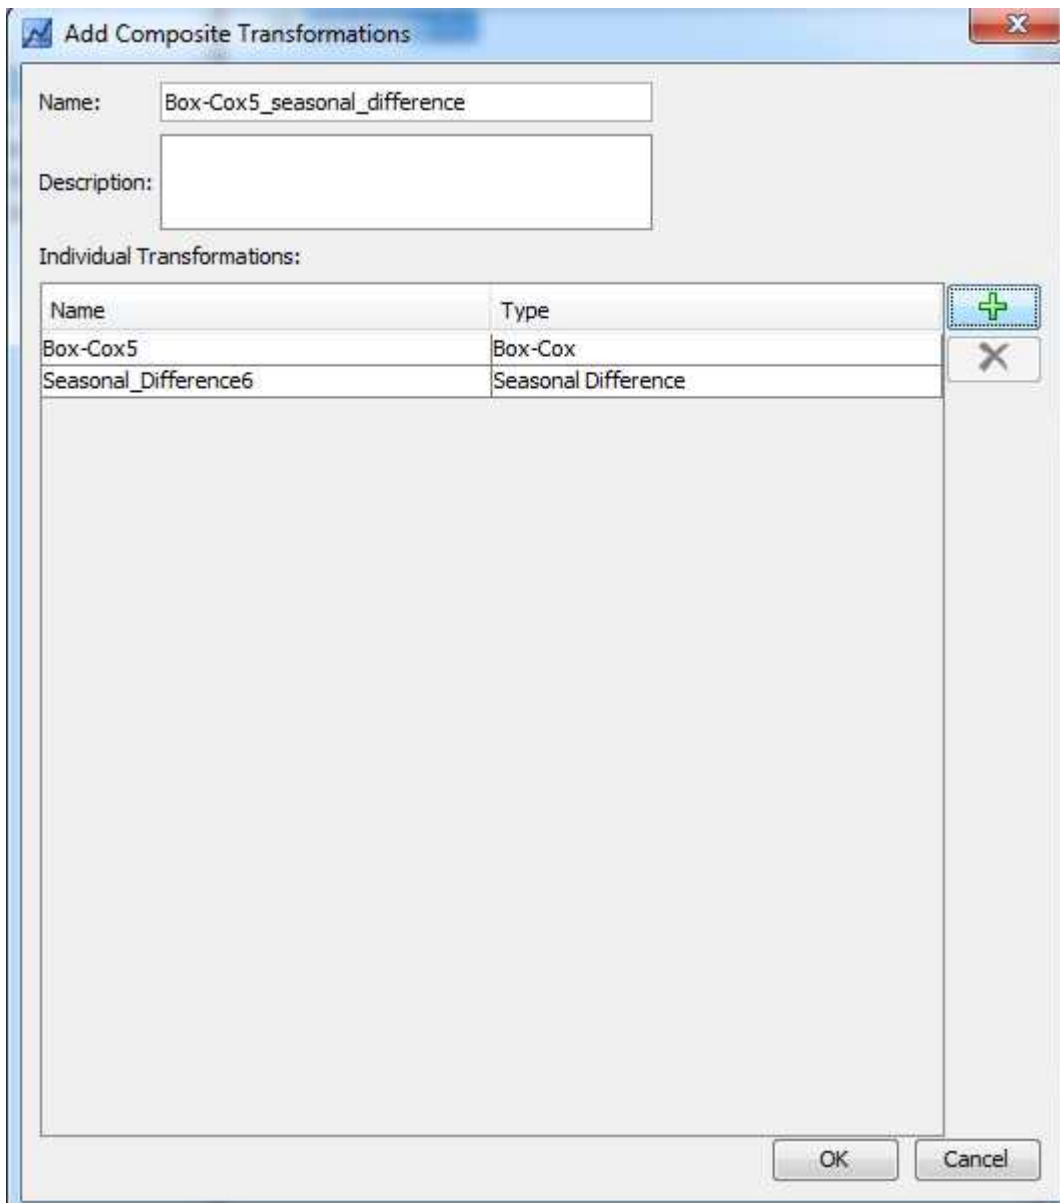 Add Composite Transformations
Name: Box-Cox5_seasonal_difference
Description:
Individual Transformations:
Name Type
Box-Cox5 Box-Cox
Seasonal_Difference6 Seasonal Difference
OK Cancel